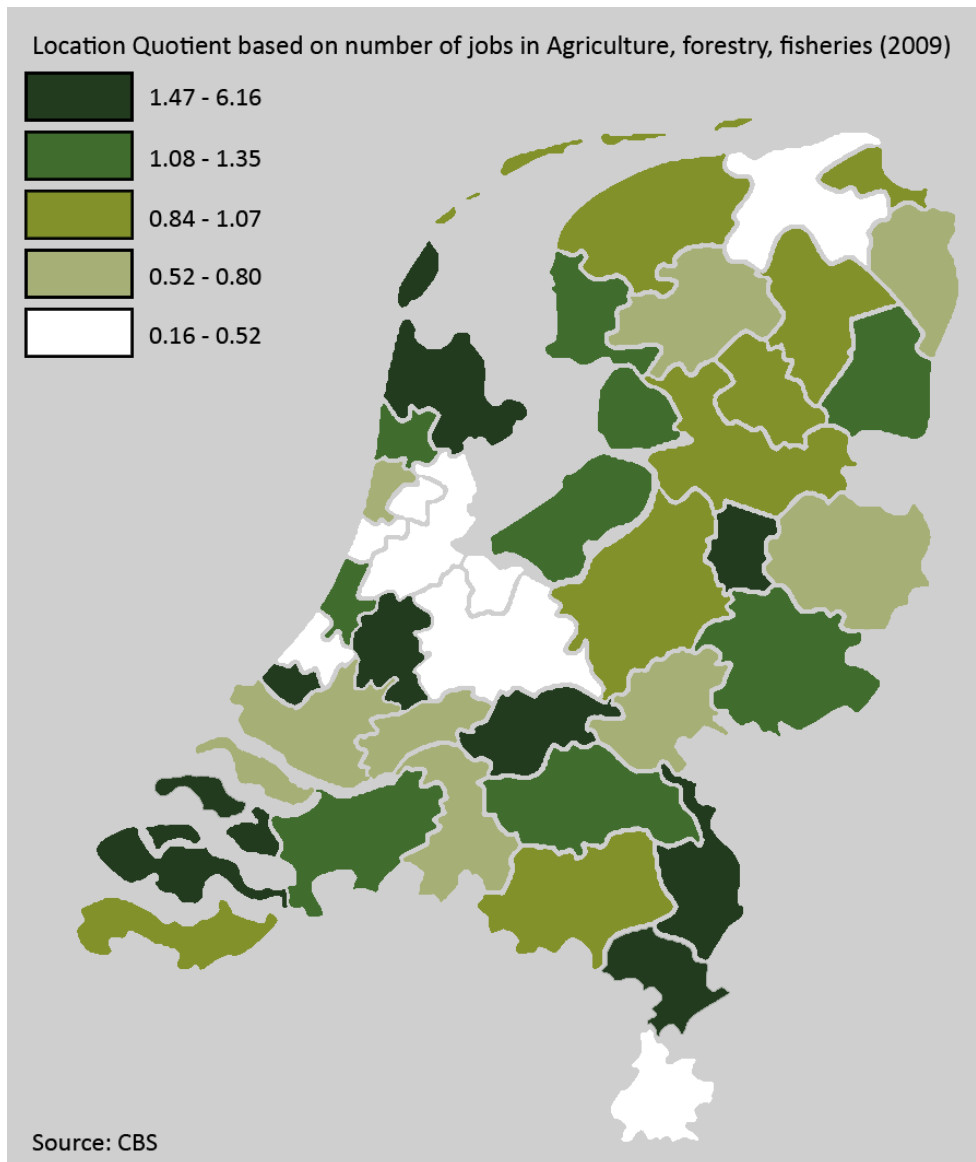 Location Quotient based on number of jobs in Agriculture, forestry, fisheries (2009)
1.47 - 6.16
1.08 - 1.35
0.84 - 1.07
0.52 - 0.80
0.16 - 0.52
Source: CBS